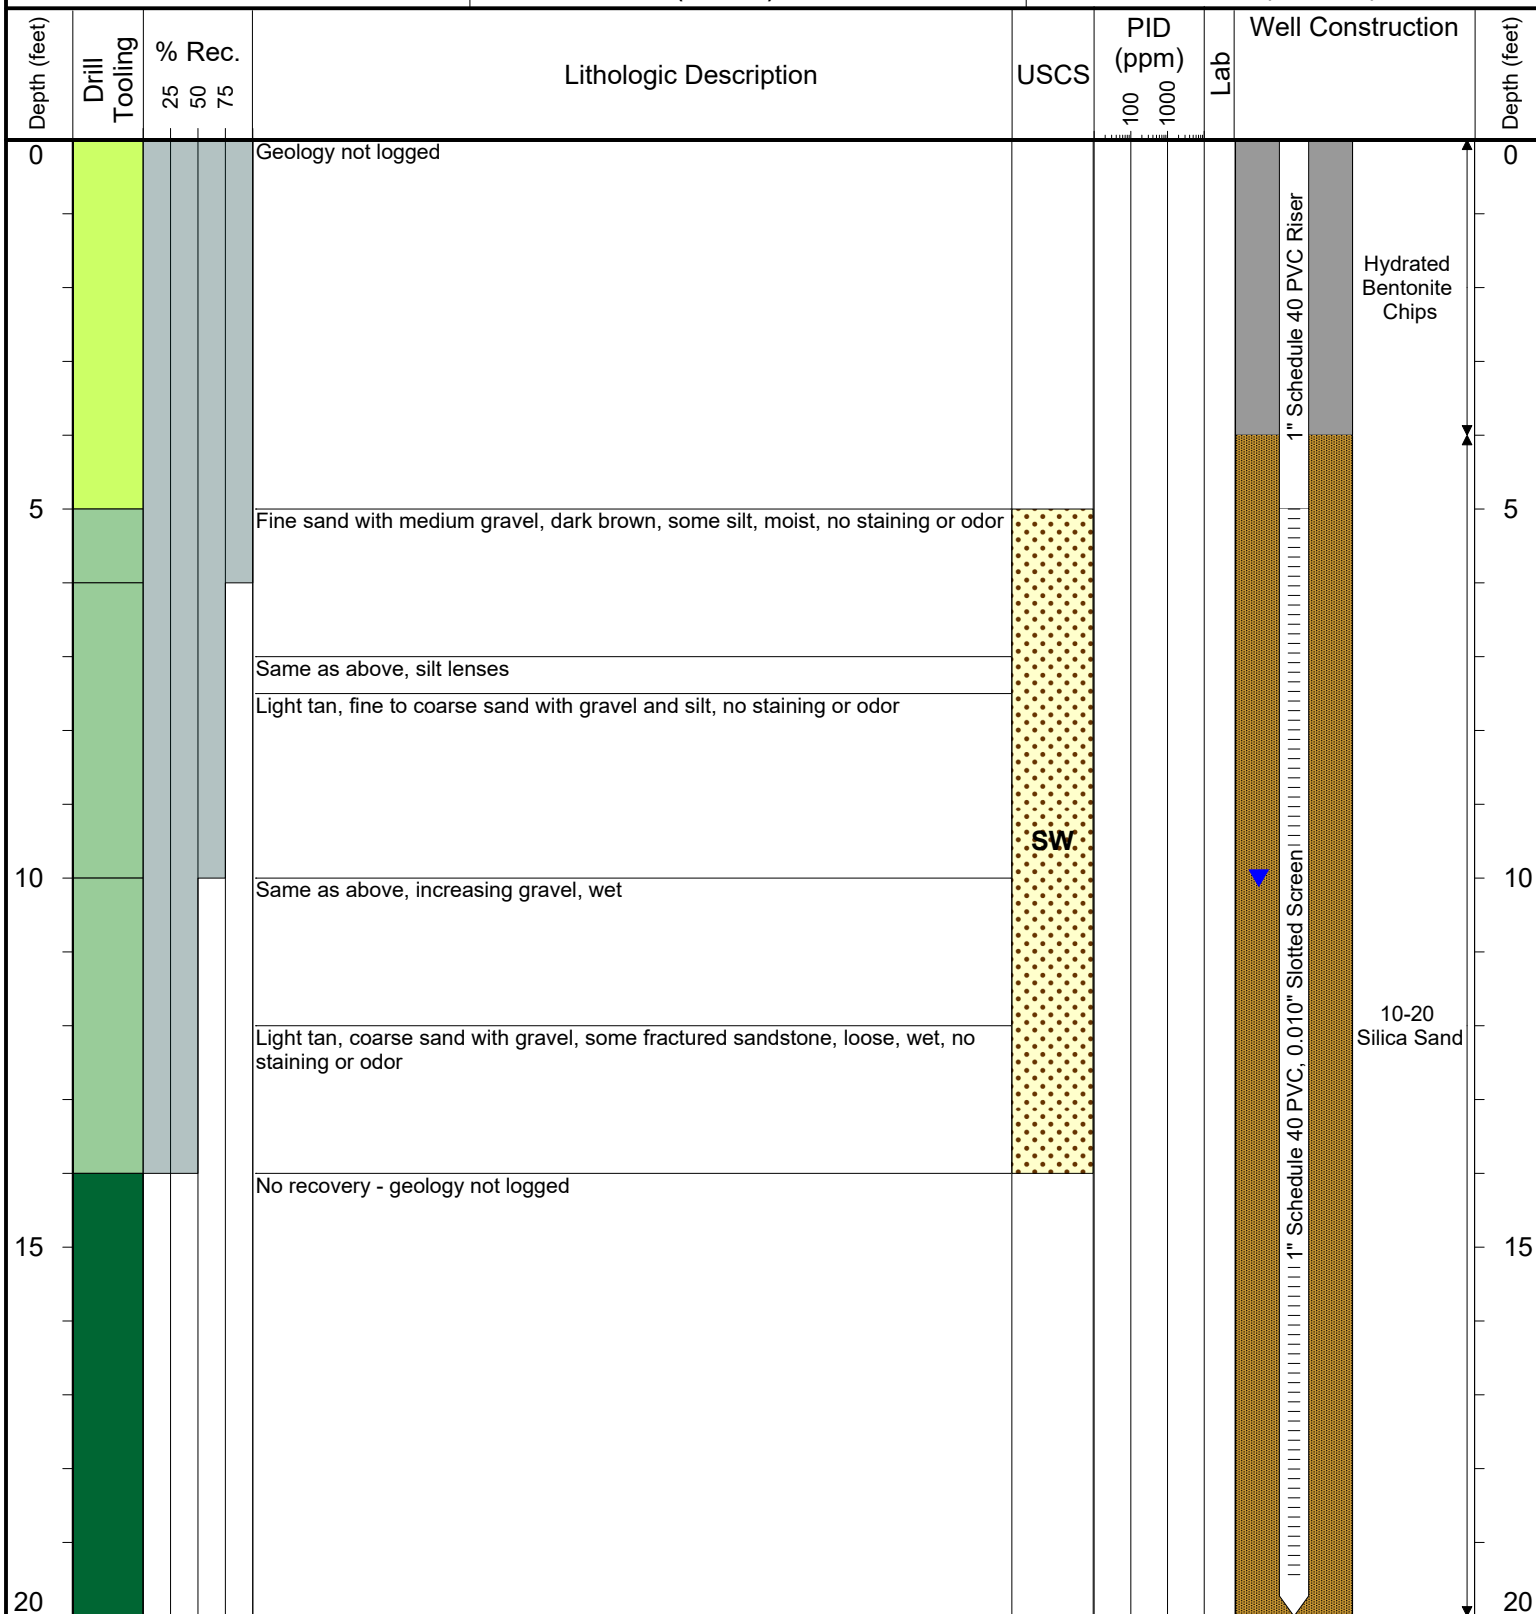 Depth (feet)
Drill
Tooling
% Rec.
25
50
75
Lithologic Description
USCS
PID
(ppm)
100
1000
Lab
Well Construction
Depth (feet)
0
Geology not logged
0
1" Schedule 40 PVC Riser
Hydrated
Bentonite
Chips
5
Fine sand with medium gravel, dark brown, some silt, moist, no staining or odor
5
Same as above, silt lenses
Light tan, fine to coarse sand with gravel and silt, no staining or odor
SW
10
Same as above, increasing gravel, wet
10
1" Schedule 40 PVC, 0.010" Slotted Screen
10-20
Silica Sand
Light tan, coarse sand with gravel, some fractured sandstone, loose, wet, no
staining or odor
No recovery - geology not logged
15
15
20
20